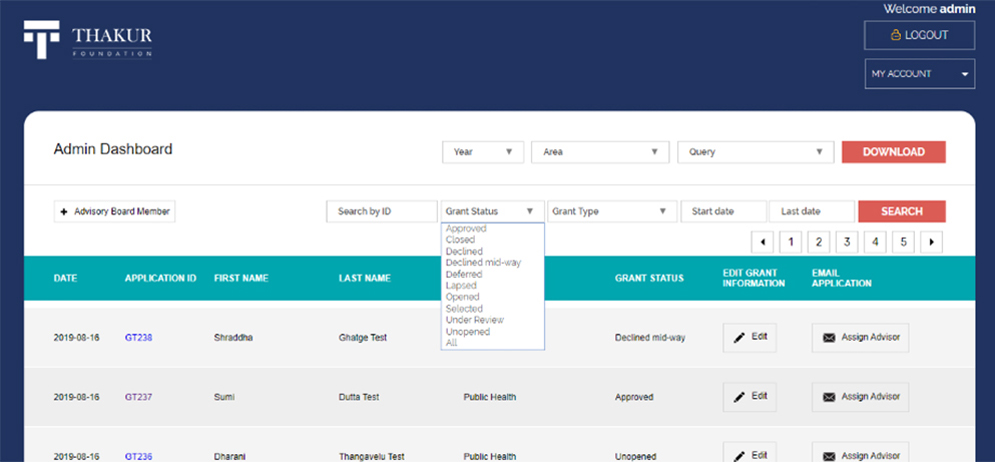 Welcome admin
THAKUR
FOUNDATION
LOGOUT
MY ACCOUNT
Admin Dashboard
Year
Area
Query
DOWNLOAD
+ Advisory Board Member
Search by ID
Grant Status
Grant Type
Start date
Last date
SEARCH
Approved
Closed
Declined
Declined mid-way
Deferred
Lapsed
Opened
Selected
Under Review
Unopened
All
1 2 3 4 5
DATE APPLICATION ID FIRST NAME LAST NAME GRANT STATUS EDIT GRANT INFORMATION EMAIL APPLICATION
2019-08-16 GT238 Shraddha Ghatge Test Declined mid-way Edit Assign Advisor
2019-08-16 GT237 Sumi Dutta Test Public Health Approved Edit Assign Advisor
2019-08-16 GT236 Dharani Thangavelu Test Public Health Unopened Edit Assign Advisor